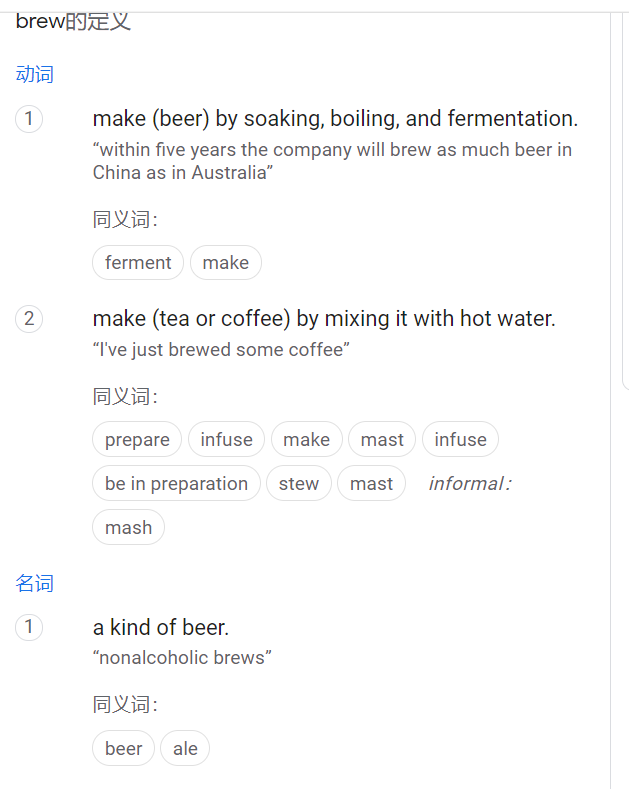 brew的定义
动词
1 make (beer) by soaking, boiling, and fermentation.
“within five years the company will brew as much beer in
China as in Australia”
同义词：
ferment make
2 make (tea or coffee) by mixing it with hot water.
“I've just brewed some coffee”
同义词：
prepare infuse make mast infuse
be in preparation stew mast informal：
mash
名词
1 a kind of beer.
“nonalcoholic brews”
同义词：
beer ale